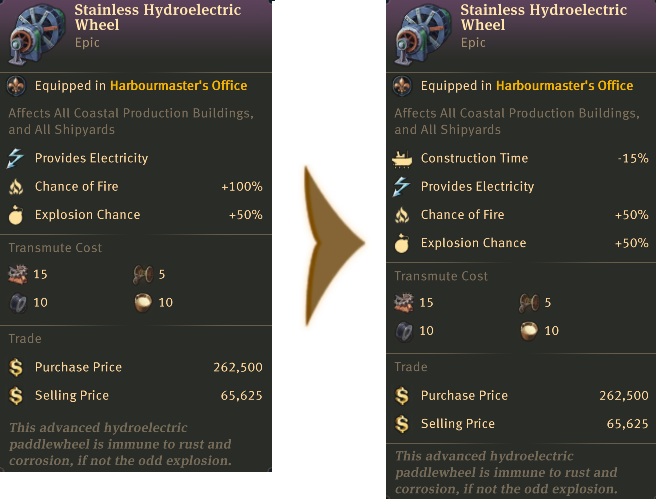 Stainless Hydroelectric
Wheel
Epic
Equipped in Harbourmaster's Office
Affects All Coastal Production Buildings,
and All Shipyards
Provides Electricity
Chance of Fire +100%
Explosion Chance +50%
Transmute Cost
15 5
10 10
Trade
Purchase Price 262,500
Selling Price 65,625
This advanced hydroelectric
paddlewheel is immune to rust and
corrosion, if not the odd explosion.
Stainless Hydroelectric
Wheel
Epic
Equipped in Harbourmaster's Office
Affects All Coastal Production Buildings,
and All Shipyards
Construction Time -15%
Provides Electricity
Chance of Fire +50%
Explosion Chance +50%
Transmute Cost
15 5
10 10
Trade
Purchase Price 262,500
Selling Price 65,625
This advanced hydroelectric
paddlewheel is immune to rust and
corrosion, if not the odd explosion.